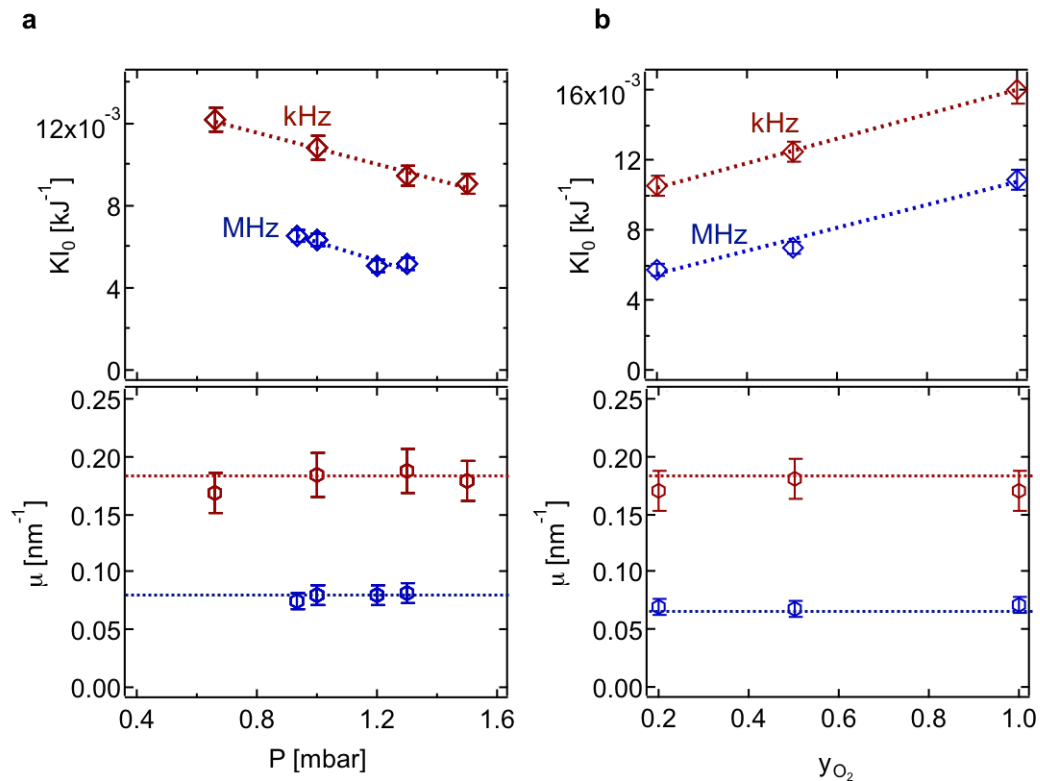 a
b
KI₀ [kJ⁻¹]
12x10⁻³
8
4
0
kHz
MHz
KI₀ [kJ⁻¹]
16x10⁻³
12
8
4
0
kHz
MHz
μ [nm⁻¹]
0.25
0.20
0.15
0.10
0.05
0.00
0.4 0.8 1.2 1.6
P [mbar]
μ [nm⁻¹]
0.25
0.20
0.15
0.10
0.05
0.00
0.2 0.4 0.6 0.8 1.0
y_O₂